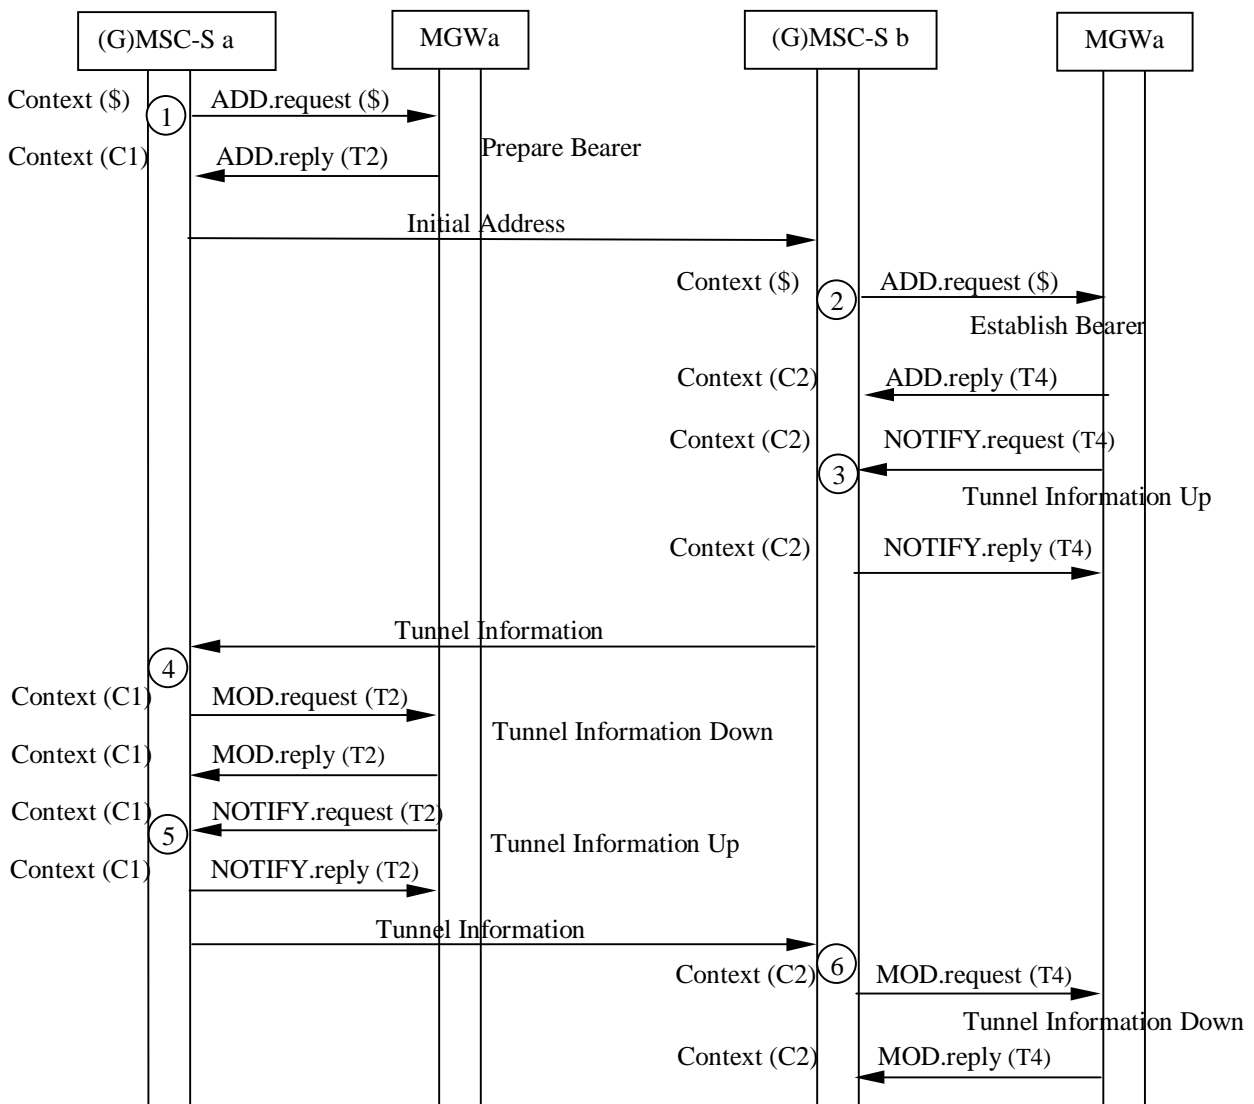 (G)MSC-S a
MGWa
(G)MSC-S b
MGWa
Context ($)
1
ADD.request ($)
Context (C1)
ADD.reply (T2)
Prepare Bearer
Initial Address
Context ($)
2
ADD.request ($)
Establish Bearer
Context (C2)
ADD.reply (T4)
Context (C2)
NOTIFY.request (T4)
3
Tunnel Information Up
Context (C2)
NOTIFY.reply (T4)
Tunnel Information
4
Context (C1)
MOD.request (T2)
Tunnel Information Down
Context (C1)
MOD.reply (T2)
Context (C1)
NOTIFY.request (T2)
5
Tunnel Information Up
Context (C1)
NOTIFY.reply (T2)
Tunnel Information
6
Context (C2)
MOD.request (T4)
Tunnel Information Down
Context (C2)
MOD.reply (T4)